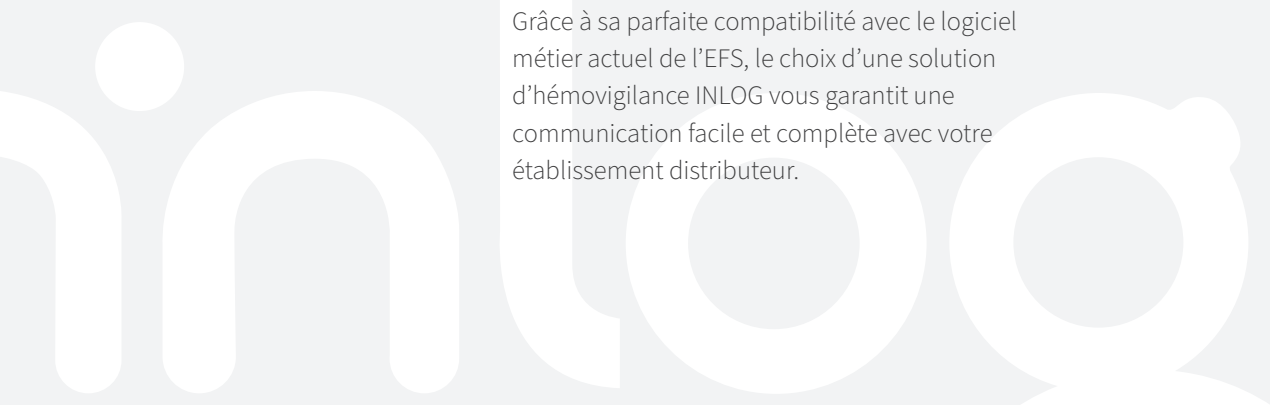 Grâce à sa parfaite compatibilité avec le logiciel
métier actuel de l’EFS, le choix d’une solution
d’hémovigilance INLOG vous garantit une
communication facile et complète avec votre
établissement distributeur.
inlog